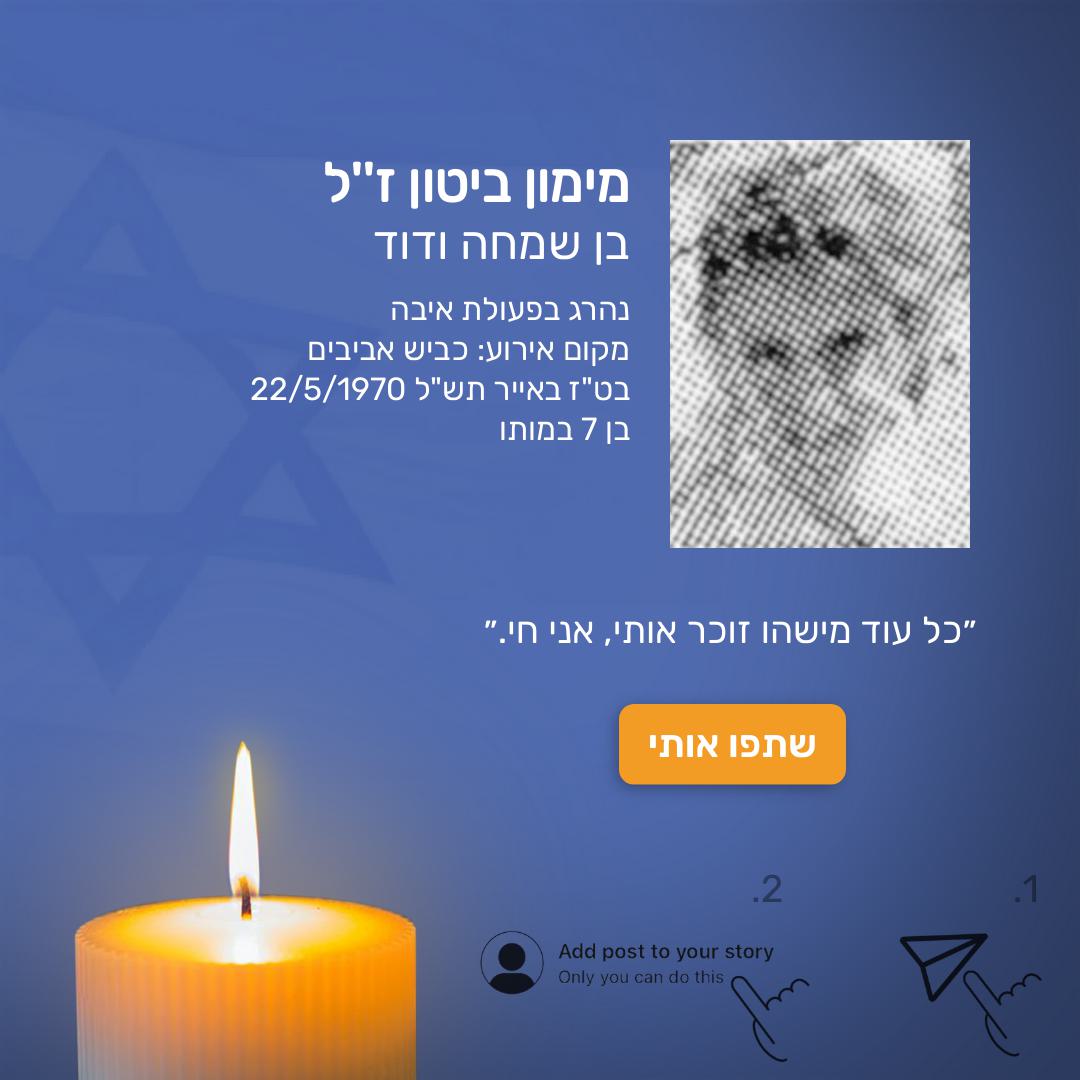 מימון ביטון ז"ל
בן שמחה ודוד
נהרג בפעולת איבה
מקום אירוע: כביש אביבים
בט"ז באייר תש"ל 22/5/1970
בן 7 במותו
״כל עוד מישהו זוכר אותי, אני חי.״
שתפו אותי
.1
.2
Add post to your story
Only you can do this